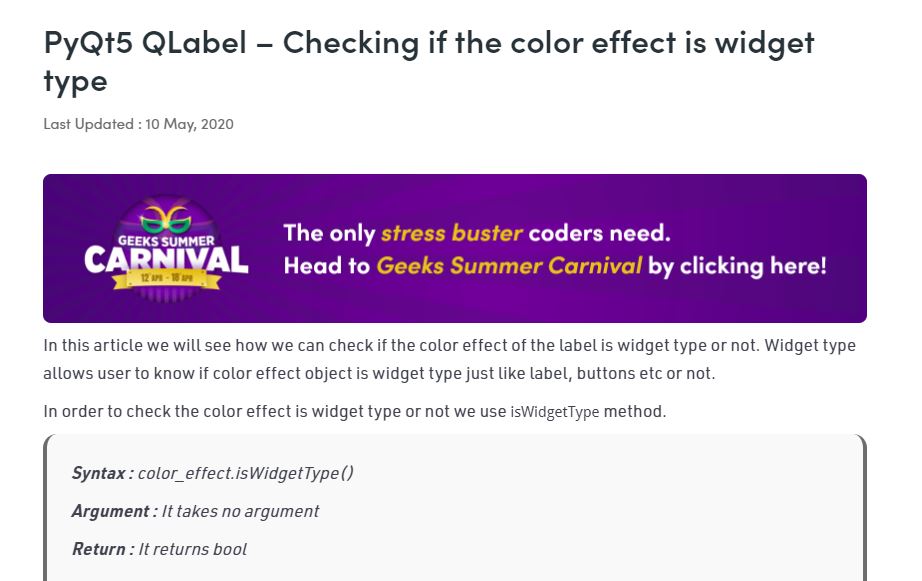 PyQt5 QLabel – Checking if the color effect is widget
type
Last Updated : 10 May, 2020
GEEKS SUMMER
CARNIVAL
12 APR - 18 APR
The only stress buster coders need.
Head to Geeks Summer Carnival by clicking here!
In this article we will see how we can check if the color effect of the label is widget type or not. Widget type
allows user to know if color effect object is widget type just like label, buttons etc or not.
In order to check the color effect is widget type or not we use isWidgetType method.
Syntax : color_effect.isWidgetType()
Argument : It takes no argument
Return : It returns bool